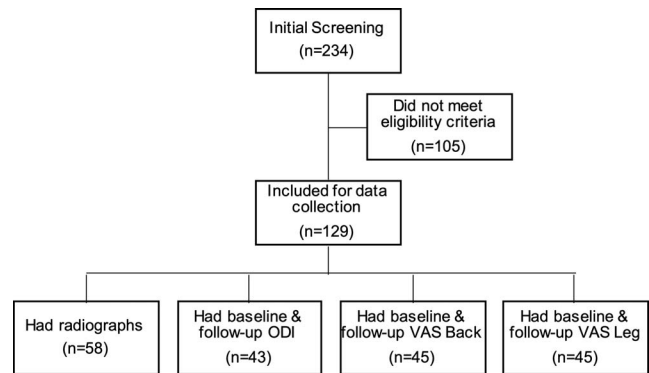 Initial Screening
(n=234)
Did not meet
eligibility criteria
(n=105)
Included for data
collection
(n=129)
Had radiographs
(n=58)
Had baseline &
follow-up ODI
(n=43)
Had baseline &
follow-up VAS Back
(n=45)
Had baseline &
follow-up VAS Leg
(n=45)